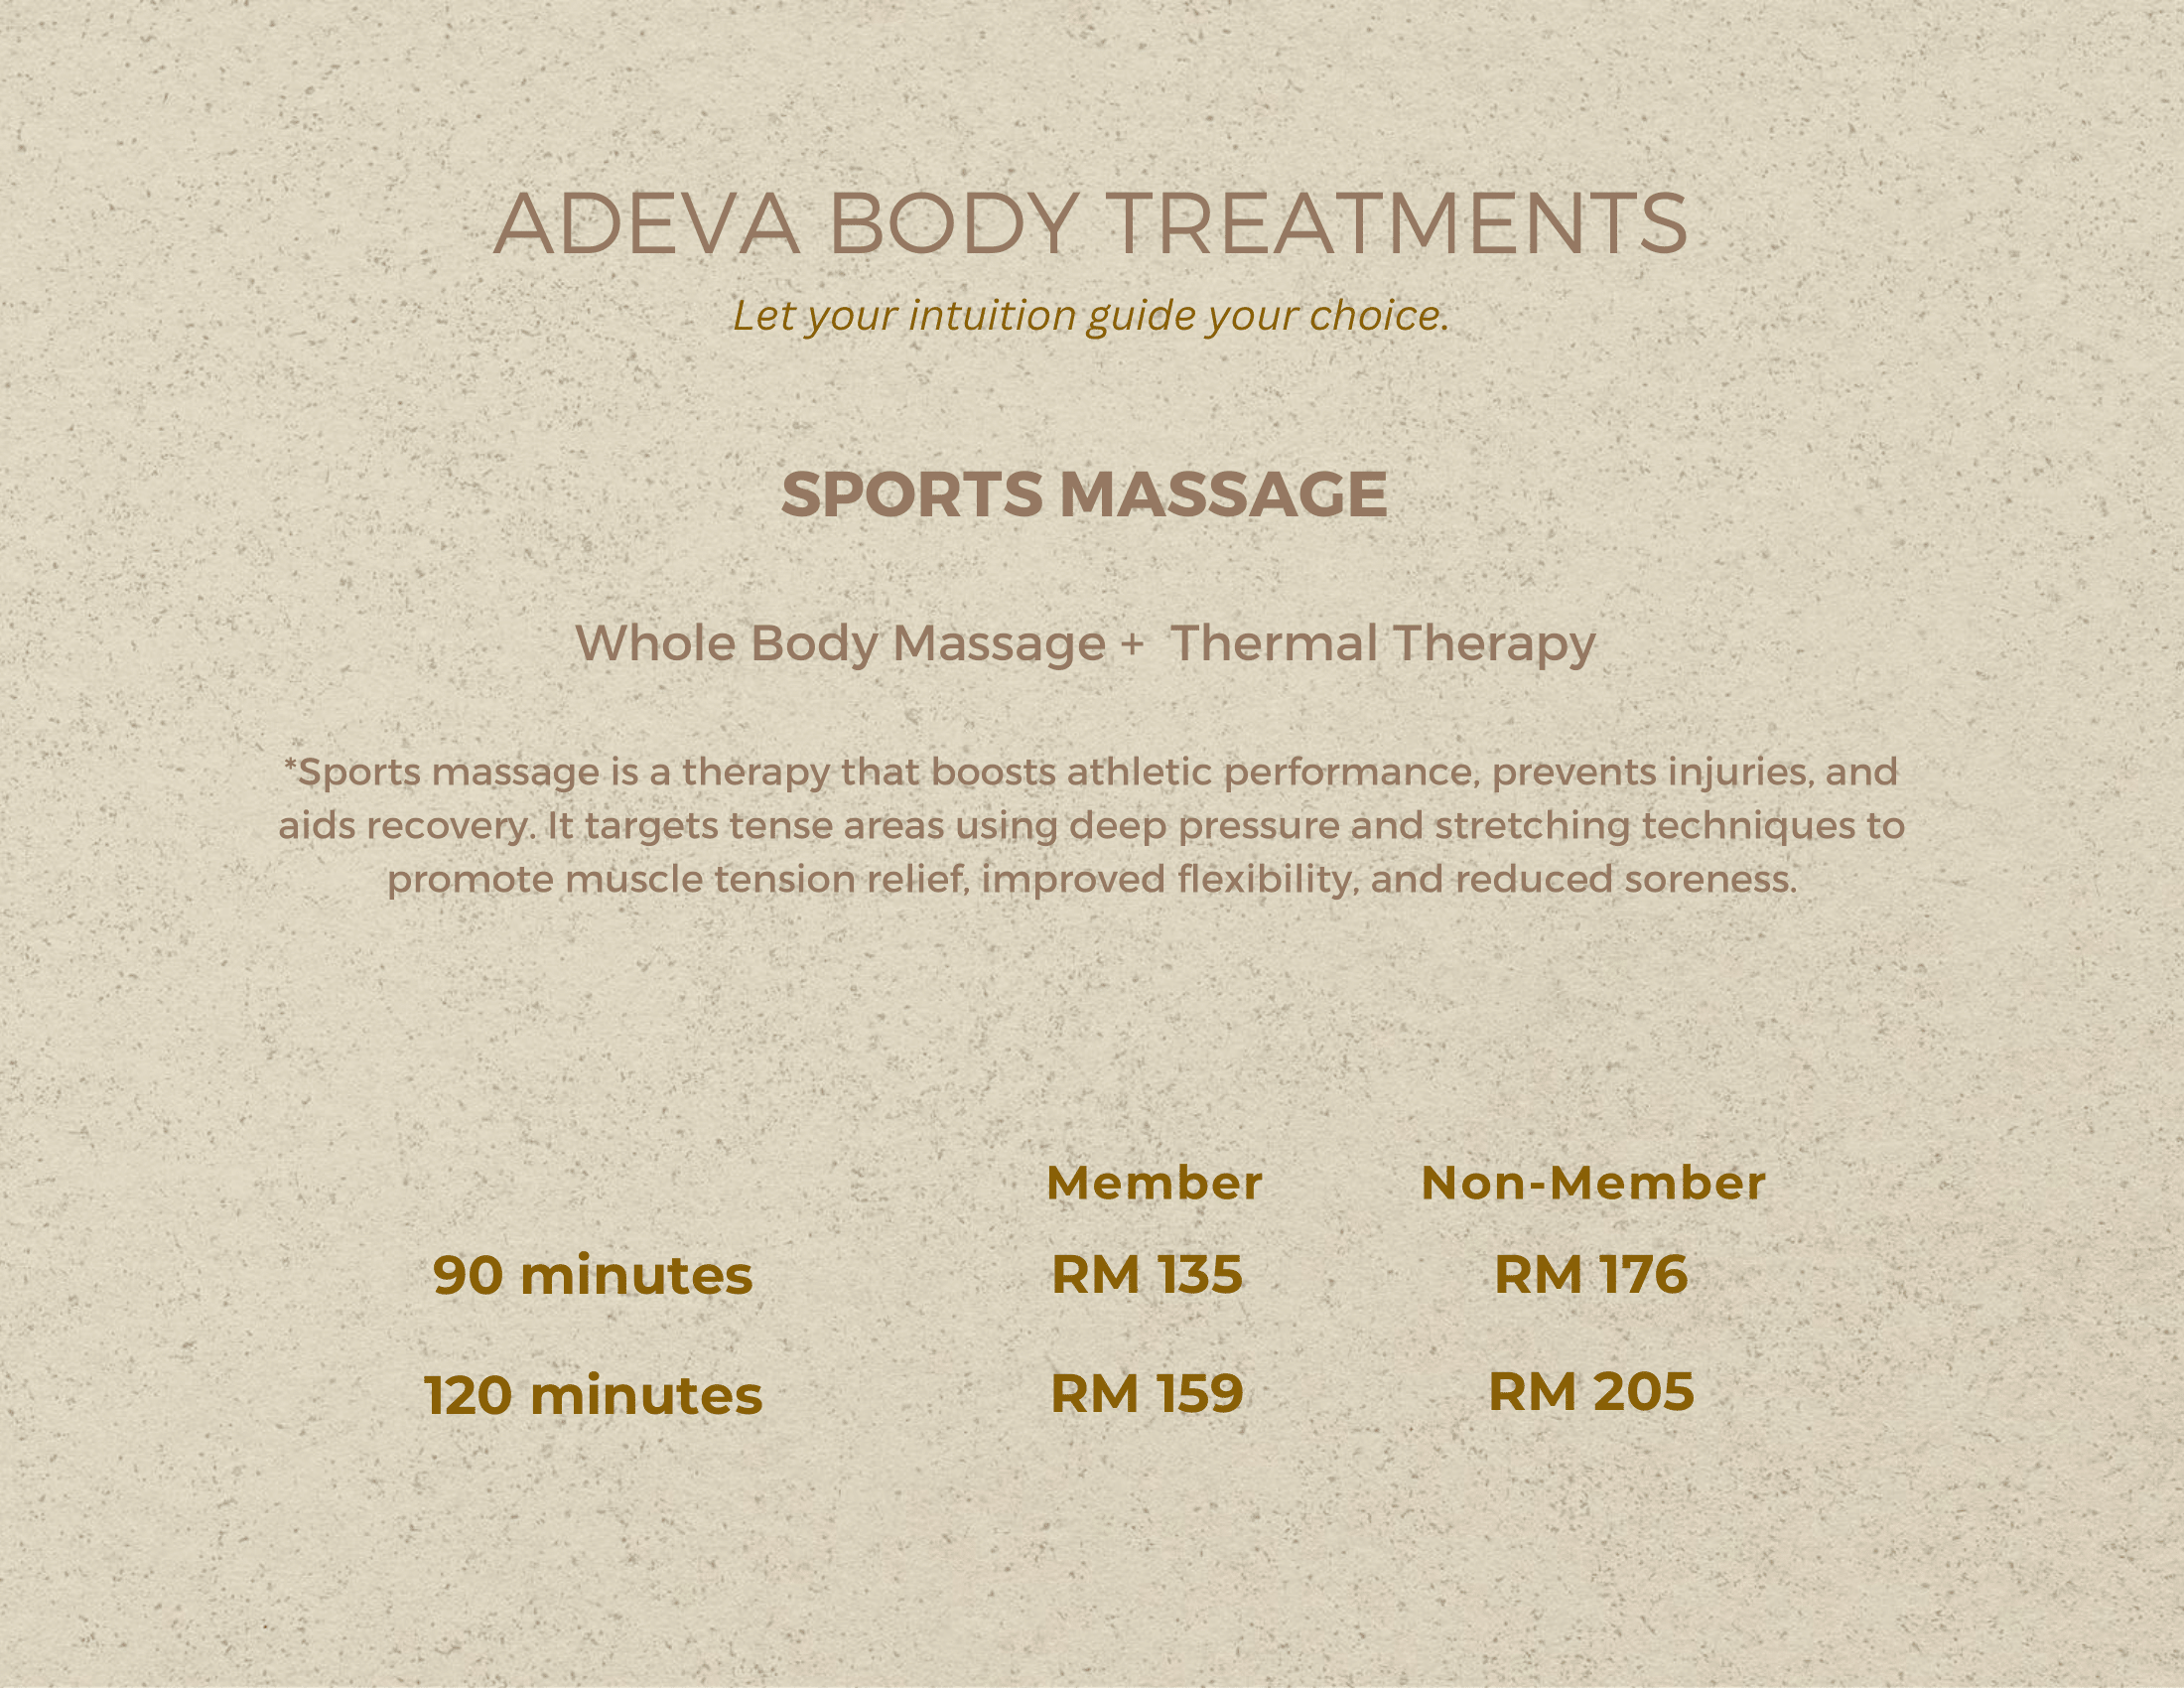 ADEVA BODY TREATMENTS
Let your intuition guide your choice.
SPORTS MASSAGE
Whole Body Massage + Thermal Therapy
*Sports massage is a therapy that boosts athletic performance, prevents injuries, and
aids recovery. It targets tense areas using deep pressure and stretching techniques to
promote muscle tension relief, improved flexibility, and reduced soreness.
Member Non-Member
90 minutes RM 135 RM 176
120 minutes RM 159 RM 205